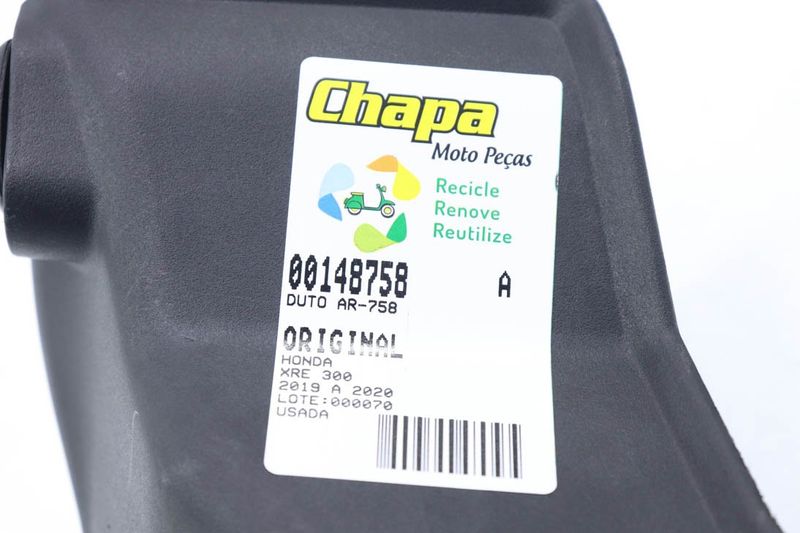 Chapa
Moto Peças
Recicle
Renove
Reutilize
00148758 A
DUTO AR-758
ORIGINAL
HONDA
XRE 300
2019 A 2020
LOTE:000070
USADA